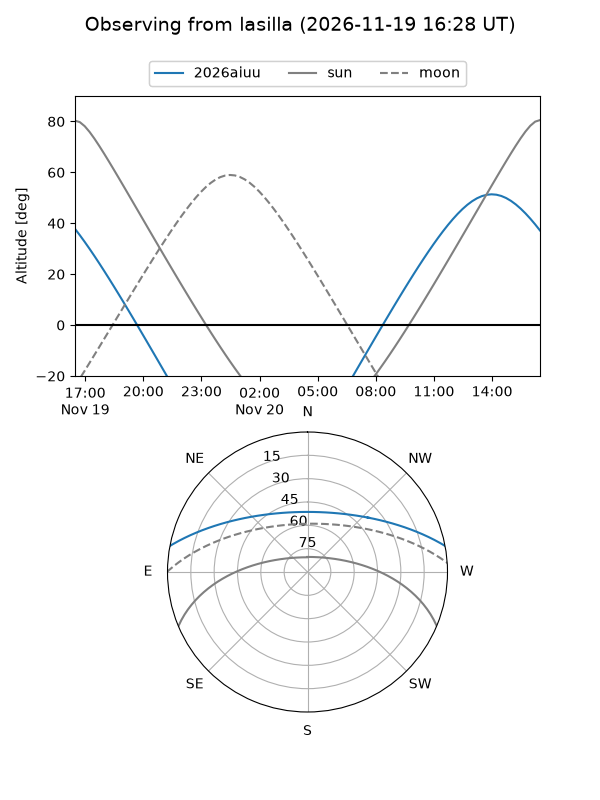 Observing from lasilla (2026-11-19 16:28 UT)
2026aiuu
sun
moon
Altitude [deg]
80
60
40
20
0
−20
17:00
Nov 19
20:00
23:00
02:00
Nov 20
05:00
08:00
11:00
14:00
N
NE
NW
15
30
45
60
75
E
W
SE
SW
S